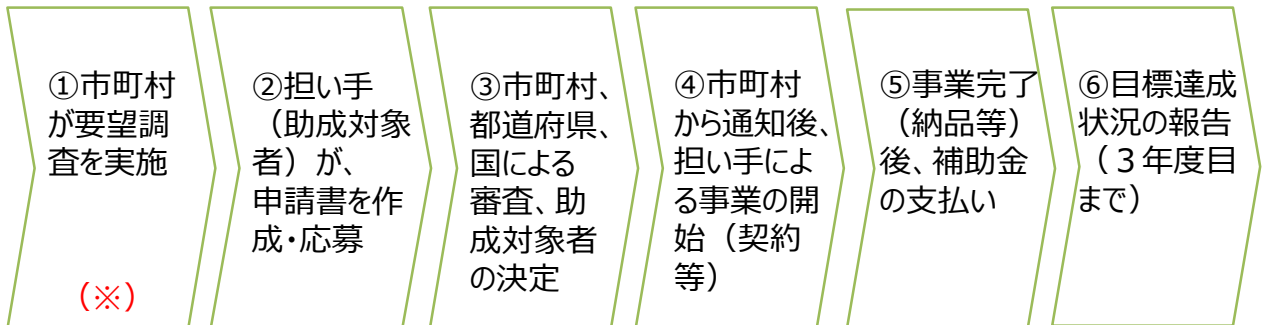 ①市町村
が要望調
査を実施
（※）
②担い手
（助成対象
者）が、
申請書を作
成・応募
③市町村、
都道府県、
国による
審査、助
成対象者
の決定
④市町村
から通知後、
担い手によ
る事業の開
始（契約
等）
⑤事業完了
（納品等）
後、補助金
の支払い
⑥目標達成
状況の報告
（３年度目
まで）